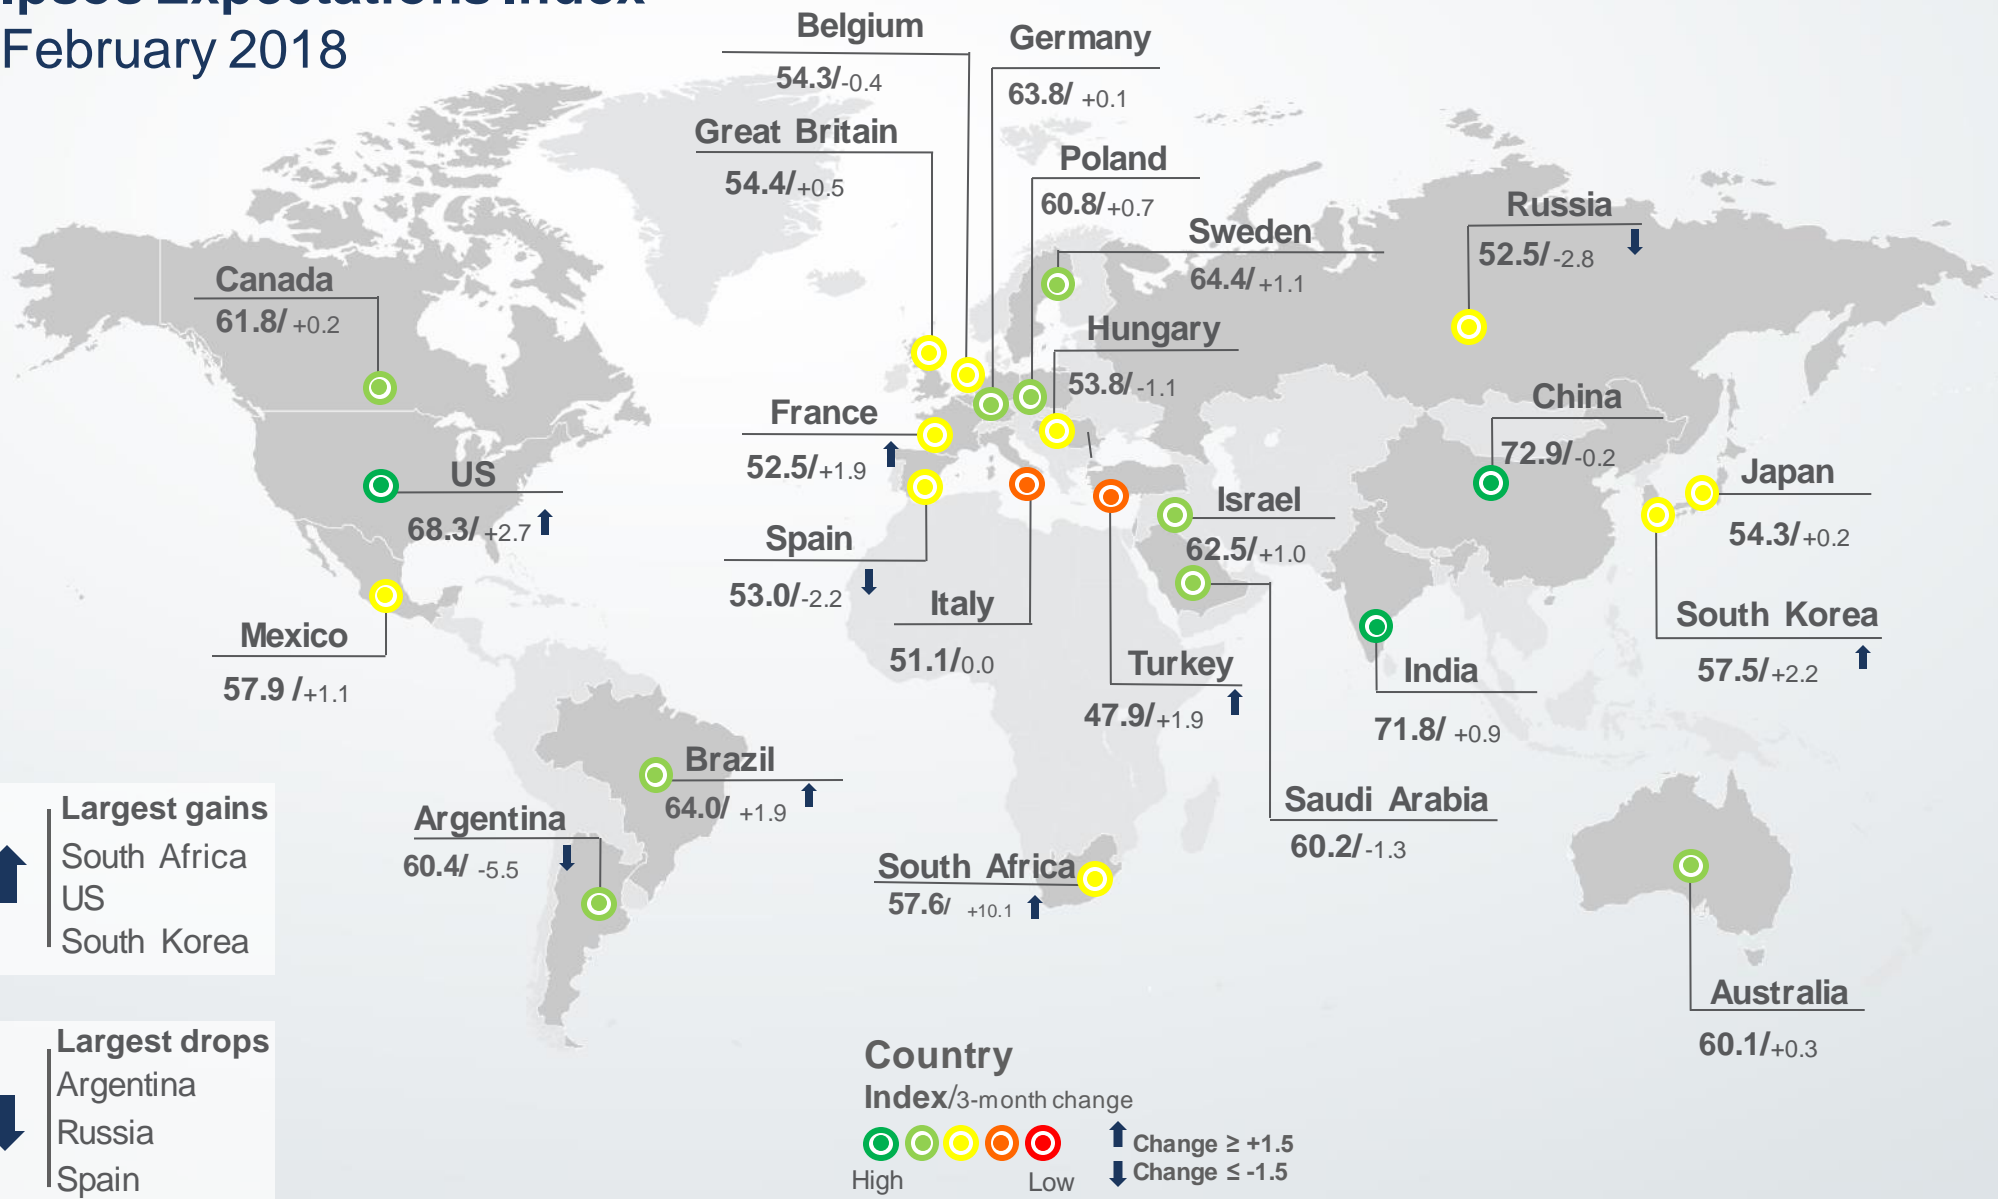 Ipsos Expectations Index
February 2018
Belgium
54.3/-0.4
Germany
63.8/ +0.1
Great Britain
54.4/+0.5
Poland
60.8/+0.7
Sweden
64.4/+1.1
Russia
52.5/-2.8
Canada
61.8/ +0.2
Hungary
53.8/-1.1
China
72.9/-0.2
France
52.5/+1.9
US
68.3/+2.7
Japan
54.3/+0.2
Israel
62.5/+1.0
Spain
53.0/-2.2
Italy
51.1/0.0
South Korea
57.5/+2.2
Mexico
57.9 /+1.1
Turkey
47.9/+1.9
India
71.8/ +0.9
Brazil
64.0/ +1.9
Argentina
60.4/ -5.5
Saudi Arabia
60.2/-1.3
South Africa
57.6/ +10.1
Australia
60.1/+0.3
Largest gains
South Africa
US
South Korea
Largest drops
Argentina
Russia
Spain
Country
Index/3-month change
High
Low
Change ≥ +1.5
Change ≤ -1.5